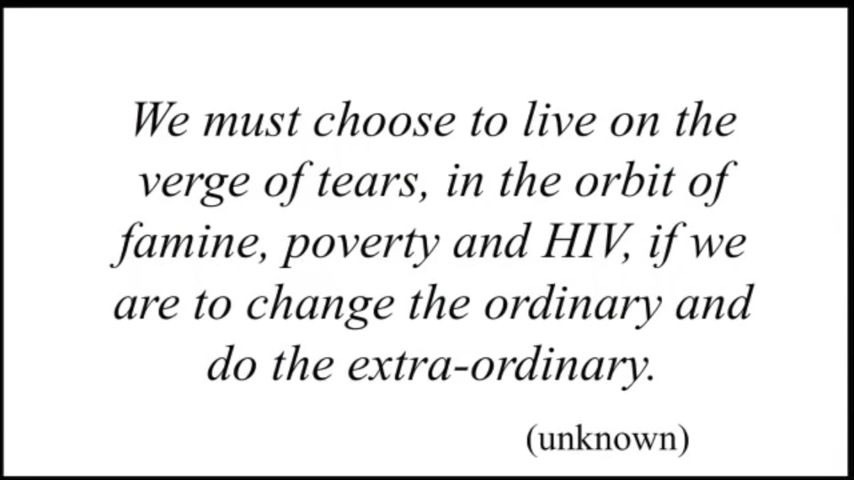 We must choose to live on the
verge of tears, in the orbit of
famine, poverty and HIV, if we
are to change the ordinary and
do the extra-ordinary.
(unknown)